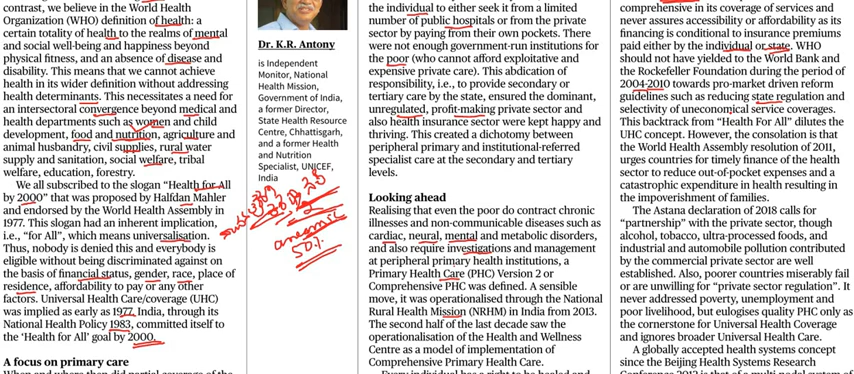 contrast, we believe in the World Health
Organization (WHO) definition of health: a
certain totality of health to the realms of mental
and social well-being and happiness beyond
physical fitness, and an absence of disease and
disability. This means that we cannot achieve
health in its wider definition without addressing
health determinants. This necessitates a need for
an intersectoral convergence beyond medical and
health departments such as women and child
development, food and nutrition, agriculture and
animal husbandry, civil supplies, rural water
supply and sanitation, social welfare, tribal
welfare, education, forestry.
We all subscribed to the slogan “Health for All
by 2000” that was proposed by Halfdan Mahler
and endorsed by the World Health Assembly in
1977. This slogan had an inherent implication,
i.e., “for All”, which means universalisation.
Thus, nobody is denied this and everybody is
eligible without being discriminated against on
the basis of financial status, gender, race, place of
residence, affordability to pay or any other
factors. Universal Health Care/coverage (UHC)
was implied as early as 1977. India, through its
National Health Policy 1983, committed itself to
the ‘Health for All’ goal by 2000.
A focus on primary care
Dr. K.R. Antony
is Independent
Monitor, National
Health Mission,
Government of India,
a former Director,
State Health Resource
Centre, Chhattisgarh,
and a former Health
and Nutrition
Specialist, UNICEF,
India
anaemic
50%
the individual to either seek it from a limited
number of public hospitals or from the private
sector by paying from their own pockets. There
were not enough government-run institutions for
the poor (who cannot afford exploitative and
expensive private care). This abdication of
responsibility, i.e., to provide secondary or
tertiary care by the state, ensured the dominant,
unregulated, profit-making private sector and
also health insurance sector were kept happy and
thriving. This created a dichotomy between
peripheral primary and institutional-referred
specialist care at the secondary and tertiary
levels.
Looking ahead
Realising that even the poor do contract chronic
illnesses and non-communicable diseases such as
cardiac, neural, mental and metabolic disorders,
and also require investigations and management
at peripheral primary health institutions, a
Primary Health Care (PHC) Version 2 or
Comprehensive PHC was defined. A sensible
move, it was operationalised through the National
Rural Health Mission (NRHM) in India from 2013.
The second half of the last decade saw the
operationalisation of the Health and Wellness
Centre as a model of implementation of
Comprehensive Primary Health Care.
comprehensive in its coverage of services and
never assures accessibility or affordability as its
financing is conditional to insurance premiums
paid either by the individual or state. WHO
should not have yielded to the World Bank and
the Rockefeller Foundation during the period of
2004-2010 towards pro-market driven reform
guidelines such as reducing state regulation and
selectivity of uneconomical service coverages.
This backtrack from “Health For All” dilutes the
UHC concept. However, the consolation is that
the World Health Assembly resolution of 2011,
urges countries for timely finance of the health
sector to reduce out-of-pocket expenses and a
catastrophic expenditure in health resulting in
the impoverishment of families.
The Astana declaration of 2018 calls for
“partnership” with the private sector, though
alcohol, tobacco, ultra-processed foods, and
industrial and automobile pollution contributed
by the commercial private sector are well
established. Also, poorer countries miserably fail
or are unwilling for “private sector regulation”. It
never addressed poverty, unemployment and
poor livelihood, but eulogises quality PHC only as
the cornerstone for Universal Health Coverage
and ignores broader Universal Health Care.
A globally accepted health systems concept
since the Beijing Health Systems Research